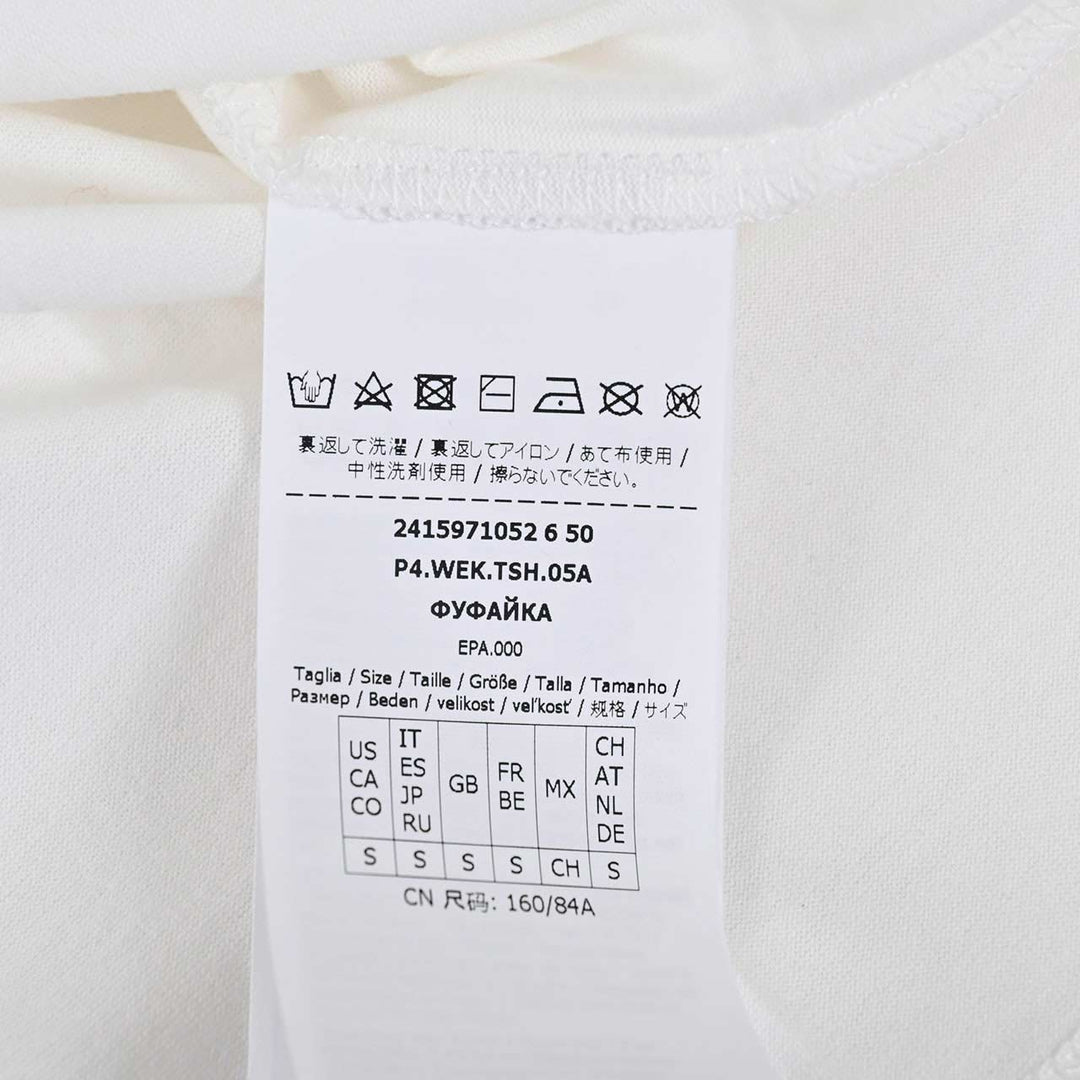 裏返して洗濯 / 裏返してアイロン / あて布使用 /
中性洗剤使用 / 擦らないでください。
2415971052 6 50
P4.WEK.TSH.05A
ФУФАЙКА
EPA.000
Taglia / Size / Taille / Größe / Talla / Tamanho /
Размер / Beden / velikost / veľkosť / 规格 / サイズ
US CA CO
IT ES JP RU
GB
FR BE
MX
CH AT NL DE
S S S S CH S
CN 尺码: 160/84A